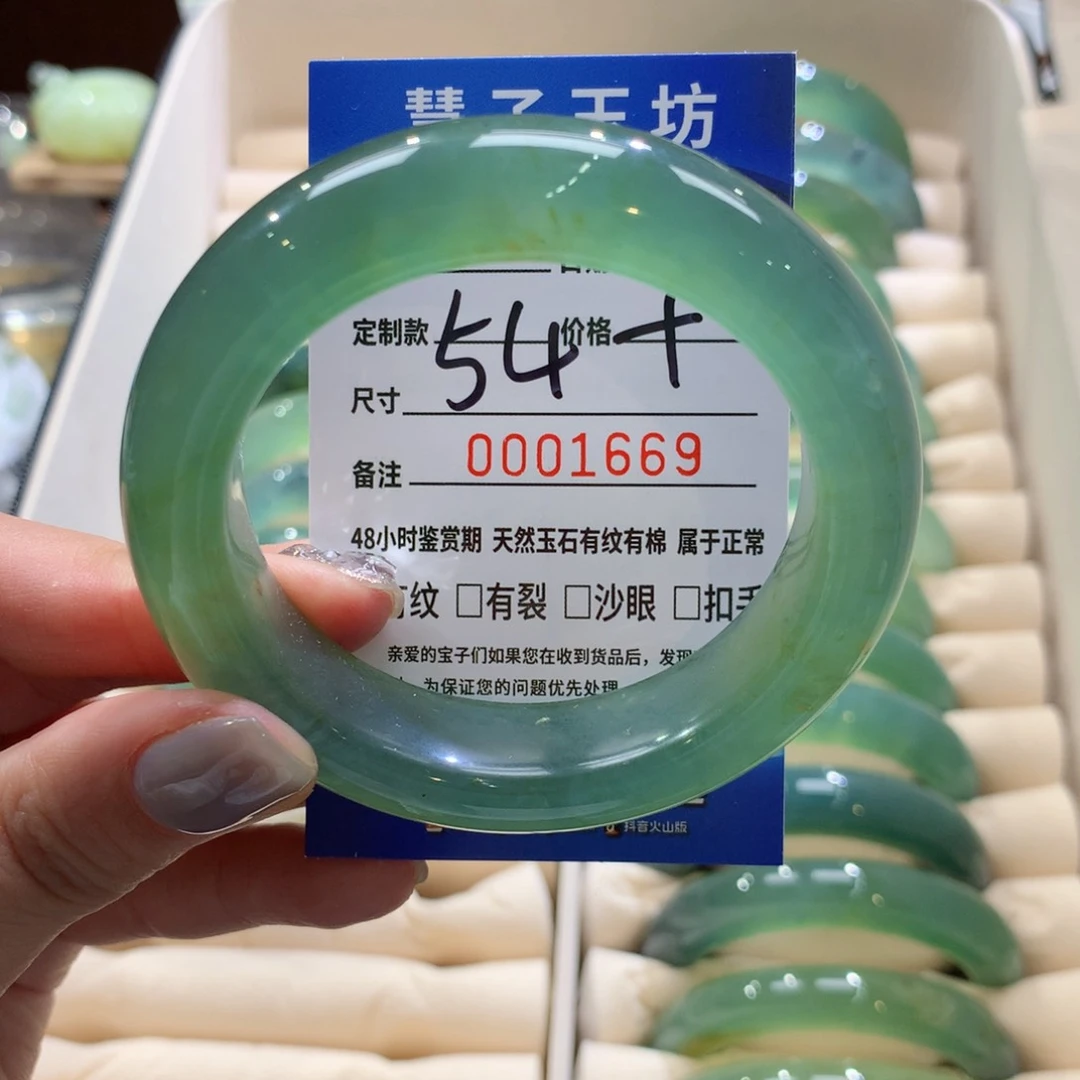 慧子玉坊
定制款 54+ 价格
尺寸
备注 0001669
48小时鉴赏期 天然玉石有纹有棉 属于正常
纹 □有裂 □沙眼 □扣
亲爱的宝子们如果您在收到货品后，发现
为保证您的问题优先处理
抖音火山版